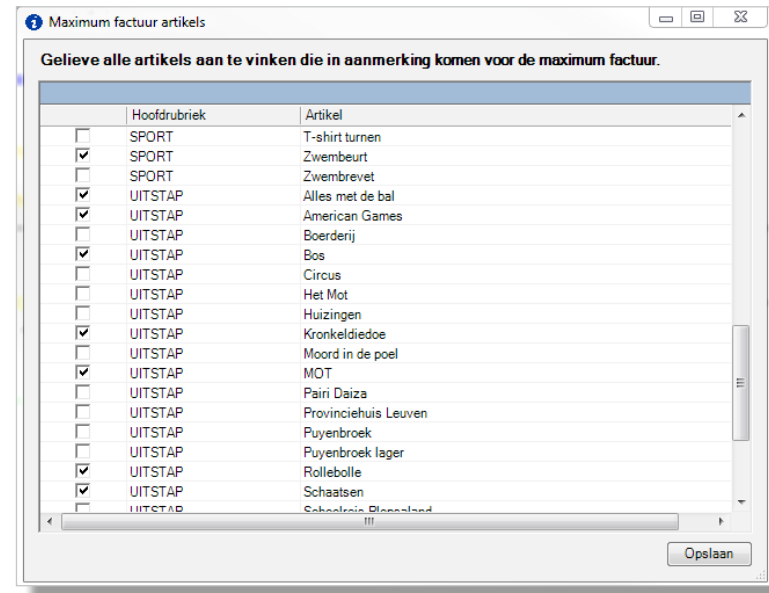 Maximum factuur artikels
Gelieve alle artikels aan te vinken die in aanmerking komen voor de maximum factuur.
Hoofdrubriek Artikel
SPORT T-shirt turnen
SPORT Zwembeurt
SPORT Zwembrevet
UITSTAP Alles met de bal
UITSTAP American Games
UITSTAP Boerderij
UITSTAP Bos
UITSTAP Circus
UITSTAP Het Mot
UITSTAP Huizingen
UITSTAP Kronkeldiedoe
UITSTAP Moord in de poel
UITSTAP MOT
UITSTAP Pairi Daiza
UITSTAP Provinciehuis Leuven
UITSTAP Puyenbroek
UITSTAP Puyenbroek lager
UITSTAP Rollebolle
UITSTAP Schaatsen
UITSTAP Schoolreis Plopsaland
Opslaan